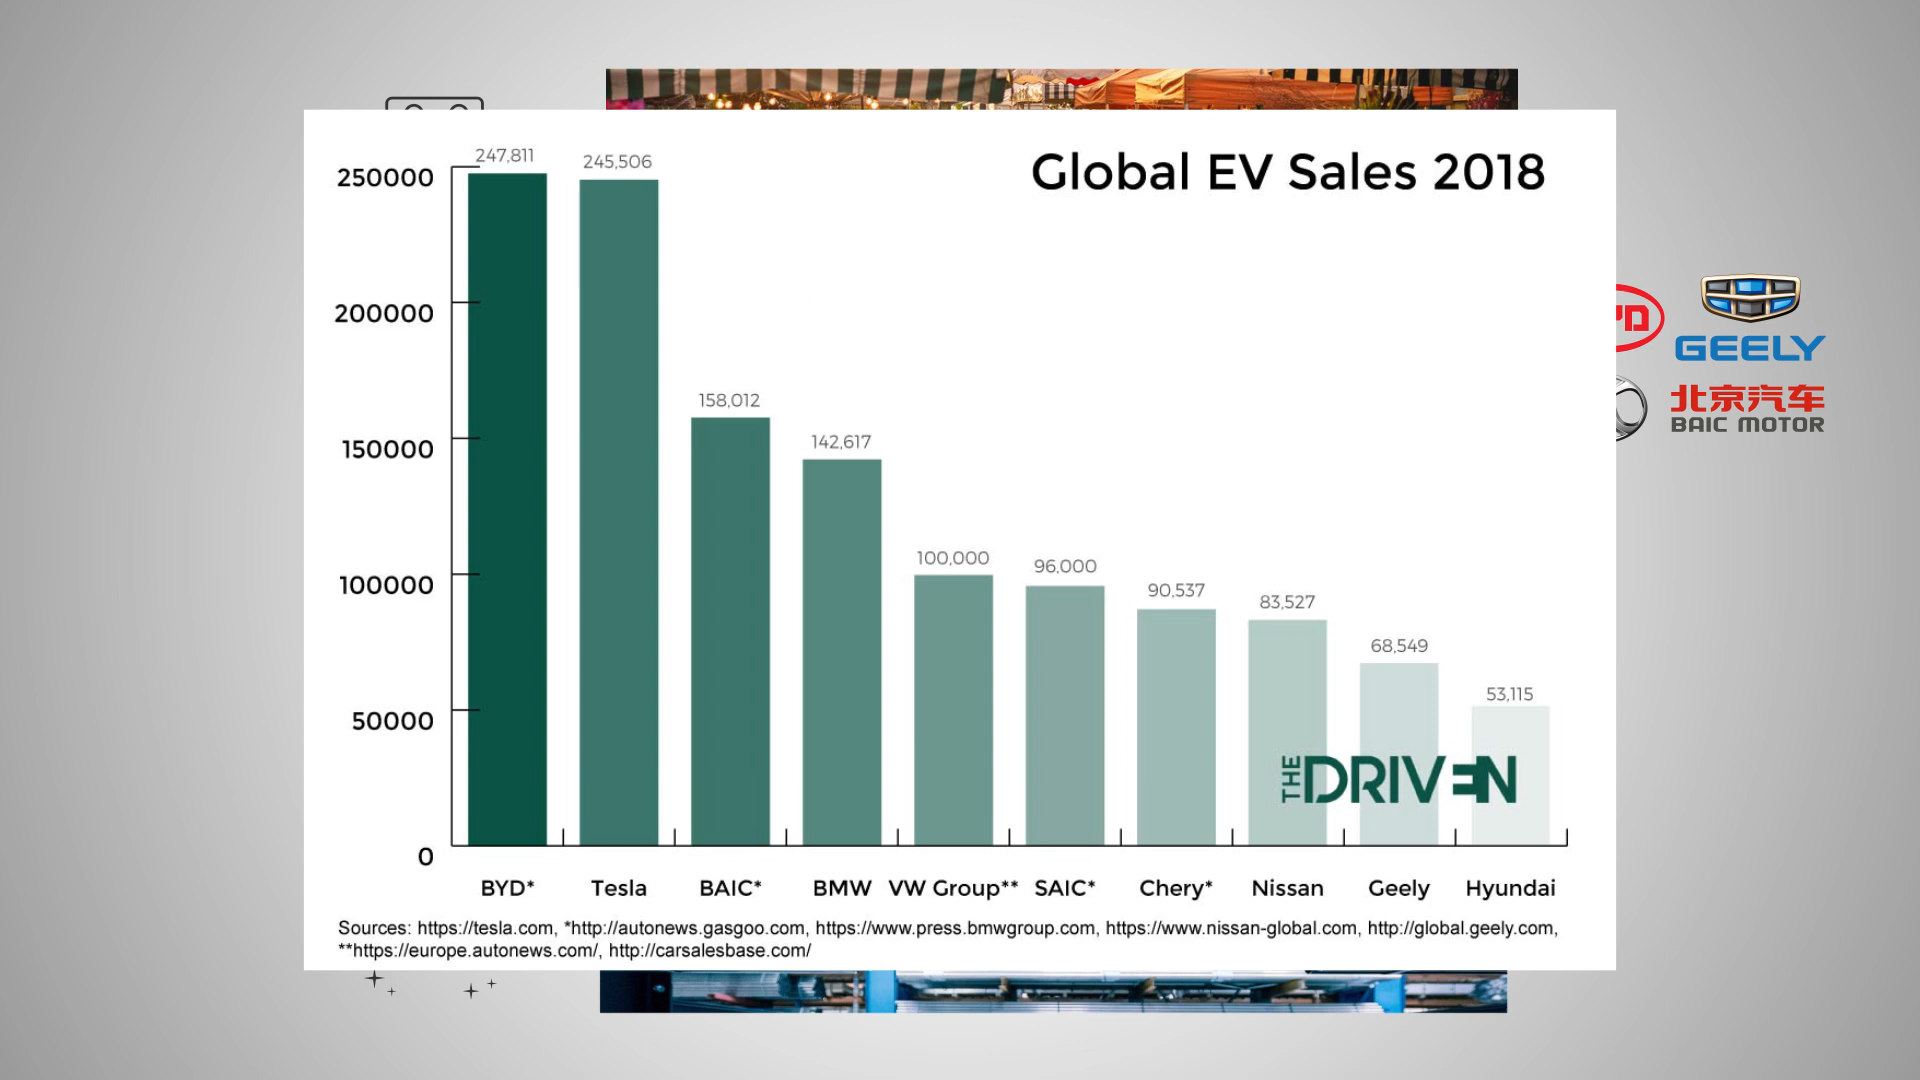 Global EV Sales 2018
250000
200000
150000
100000
50000
0
247,811
245,506
158,012
142,617
100,000
96,000
90,537
83,527
68,549
53,115
THE DRIVEN
BYD* Tesla BAIC* BMW VW Group** SAIC* Chery* Nissan Geely Hyundai
Sources: https://tesla.com, *http://autonews.gasgoo.com, https://www.press.bmwgroup.com, https://www.nissan-global.com, http://global.geely.com,
**https://europe.autonews.com/, http://carsalesbase.com/
GEELY
北京汽车
BAIC MOTOR